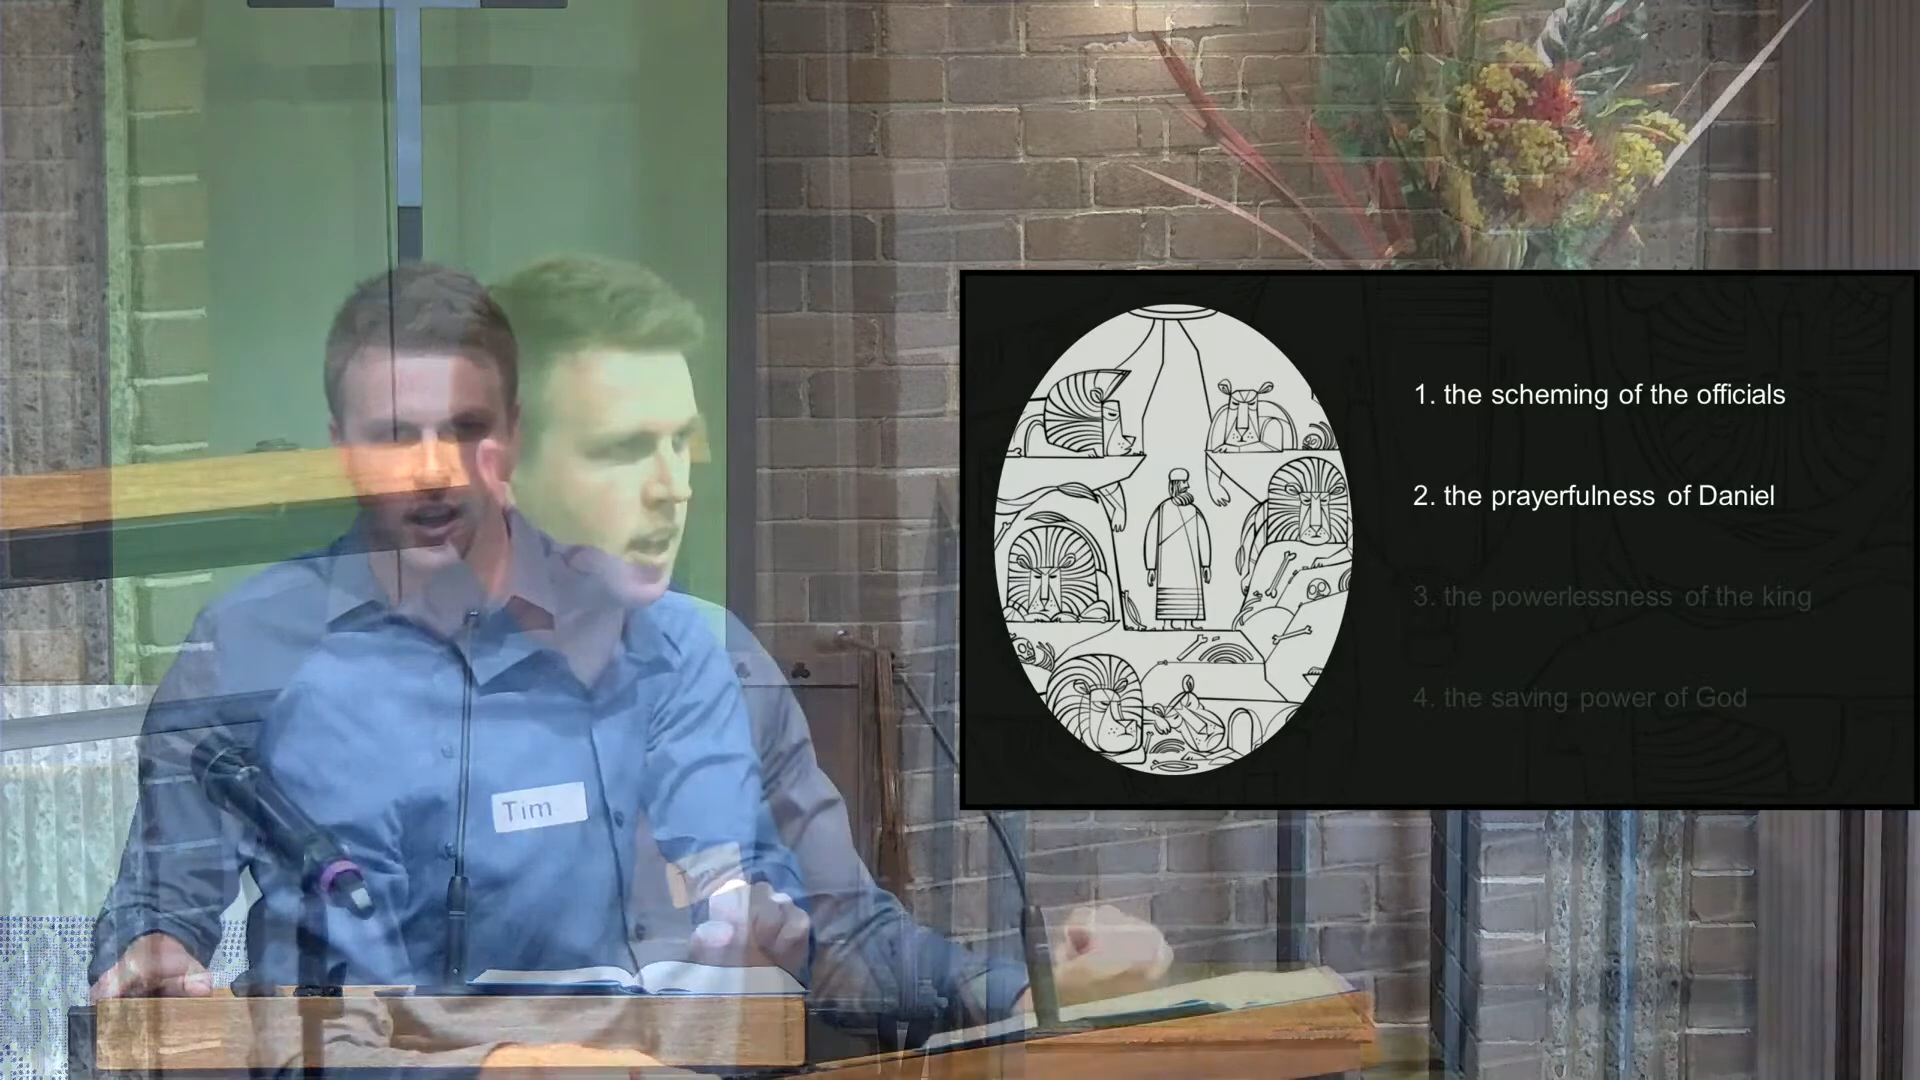 1. the scheming of the officials
2. the prayerfulness of Daniel
3. the powerlessness of the king
4. the saving power of God
Tim